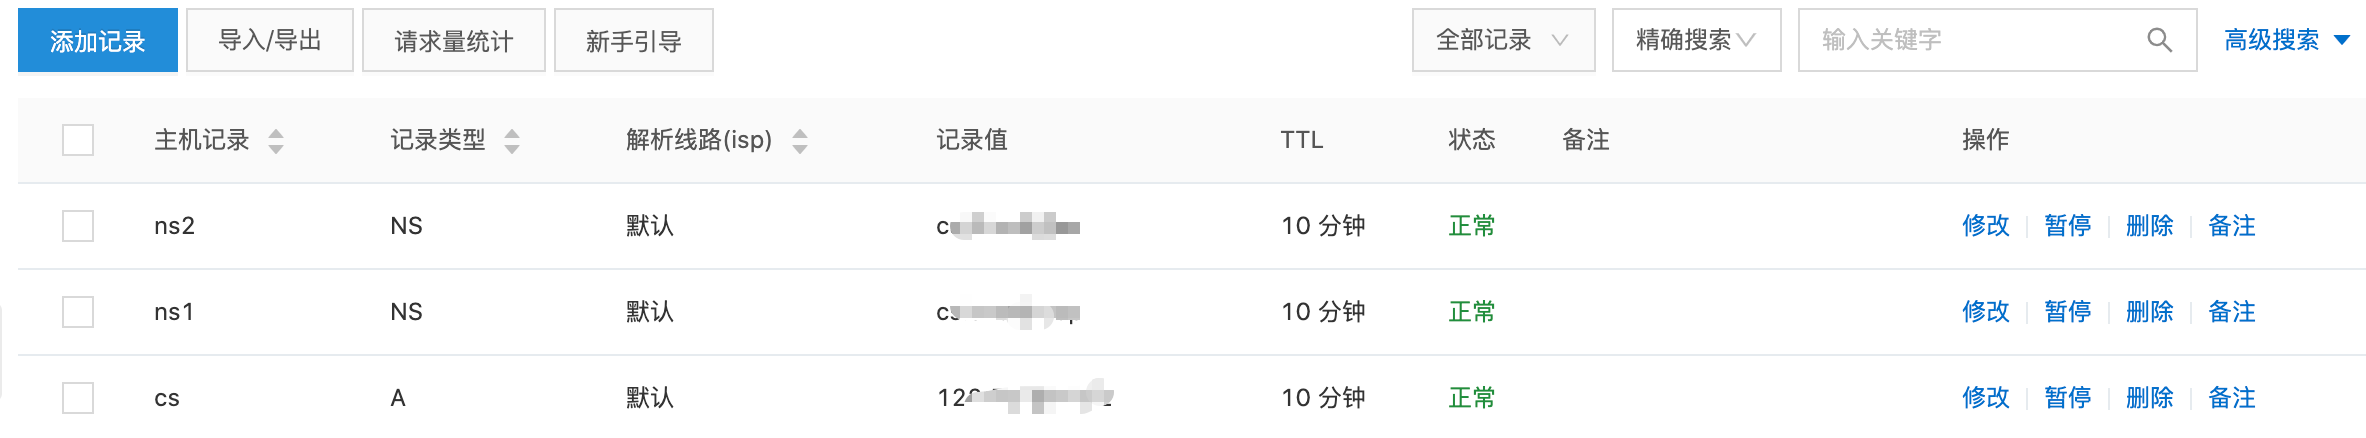 添加记录 导入/导出 请求量统计 新手引导 全部记录 精确搜索 输入关键字 高级搜索
主机记录 记录类型 解析线路(isp) 记录值 TTL 状态 备注 操作
ns2 NS 默认 10 分钟 正常 修改 暂停 删除 备注
ns1 NS 默认 10 分钟 正常 修改 暂停 删除 备注
cs A 默认 10 分钟 正常 修改 暂停 删除 备注